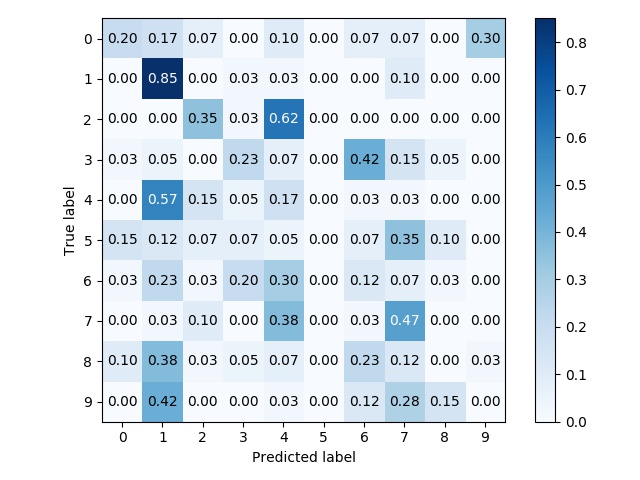 0 0.20 0.17 0.07 0.00 0.10 0.00 0.07 0.07 0.00 0.30
1 0.00 0.85 0.00 0.03 0.03 0.00 0.00 0.10 0.00 0.00
2 0.00 0.00 0.35 0.03 0.62 0.00 0.00 0.00 0.00 0.00
3 0.03 0.05 0.00 0.23 0.07 0.00 0.42 0.15 0.05 0.00
4 0.00 0.57 0.15 0.05 0.17 0.00 0.03 0.03 0.00 0.00
5 0.15 0.12 0.07 0.07 0.05 0.00 0.07 0.35 0.10 0.00
6 0.03 0.23 0.03 0.20 0.30 0.00 0.12 0.07 0.03 0.00
7 0.00 0.03 0.10 0.00 0.38 0.00 0.03 0.47 0.00 0.00
8 0.10 0.38 0.03 0.05 0.07 0.00 0.23 0.12 0.00 0.03
9 0.00 0.42 0.00 0.00 0.03 0.00 0.12 0.28 0.15 0.00
0 1 2 3 4 5 6 7 8 9
Predicted label
True label
0.8
0.7
0.6
0.5
0.4
0.3
0.2
0.1
0.0